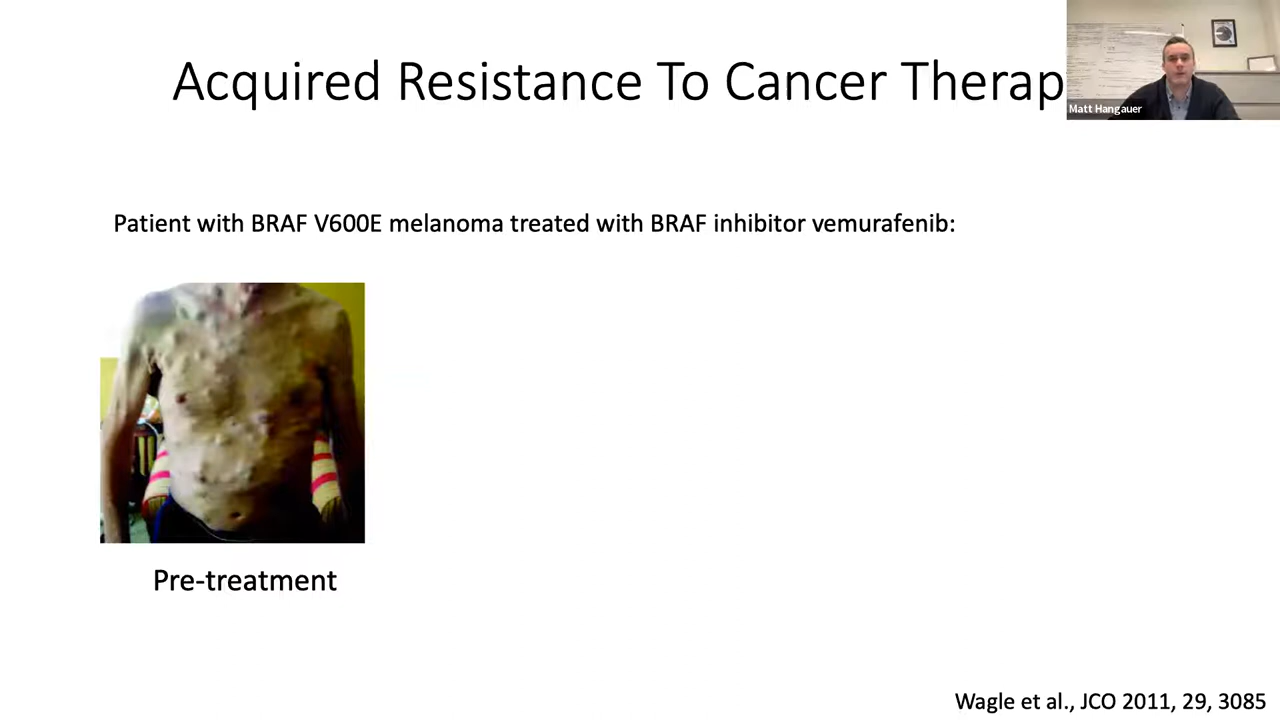 Acquired Resistance To Cancer Therap
Matt Hangauer
Patient with BRAF V600E melanoma treated with BRAF inhibitor vemurafenib:
Pre-treatment
Wagle et al., JCO 2011, 29, 3085